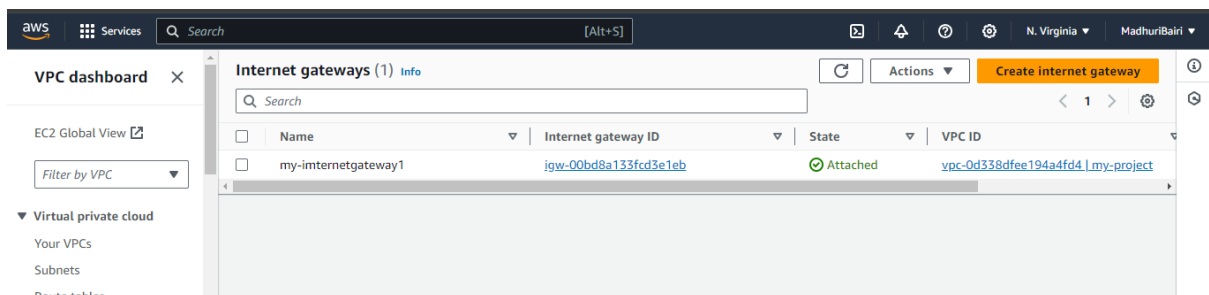 aws Services Search [Alt+S] N. Virginia MadhuriBairi
VPC dashboard
EC2 Global View
Filter by VPC
Virtual private cloud
Your VPCs
Subnets
Route tables
Internet gateways (1) Info Actions Create internet gateway
Search 1
Name Internet gateway ID State VPC ID
my-imternetgateway1 igw-00bd8a133fcd3e1eb Attached vpc-0d338dfee194a4fd4 | my-project